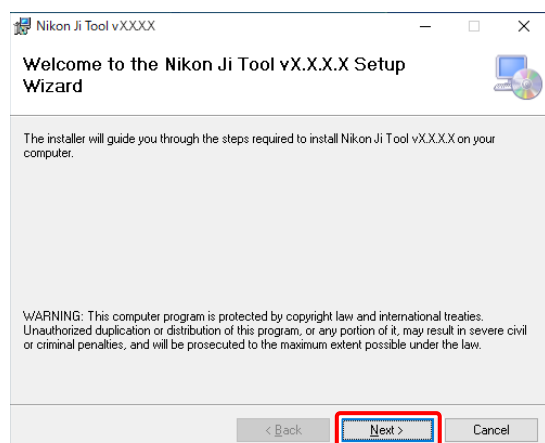 Nikon Ji Tool vXXXX
Welcome to the Nikon Ji Tool vX.X.X.X Setup
Wizard
The installer will guide you through the steps required to install Nikon Ji Tool vX.X.X.X on your
computer.
WARNING: This computer program is protected by copyright law and international treaties.
Unauthorized duplication or distribution of this program, or any portion of it, may result in severe civil
or criminal penalties, and will be prosecuted to the maximum extent possible under the law.
< Back Next > Cancel